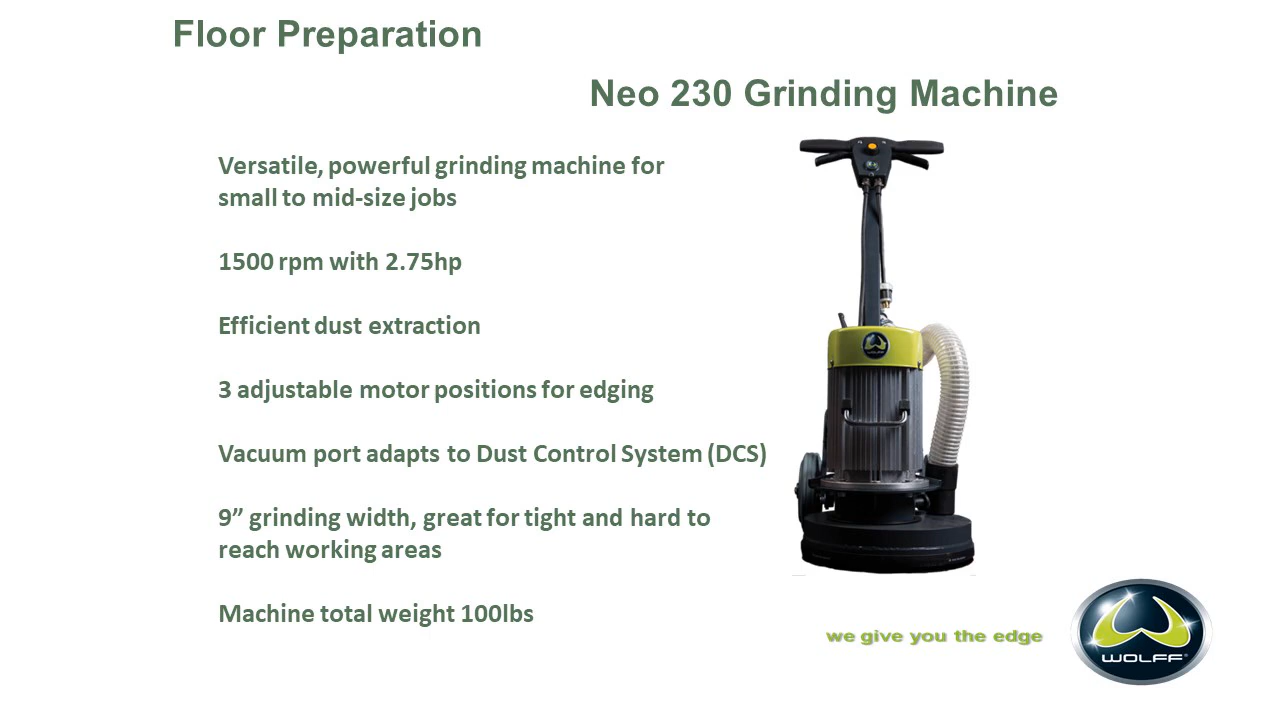 Floor Preparation
Neo 230 Grinding Machine
Versatile, powerful grinding machine for
small to mid-size jobs
1500 rpm with 2.75hp
Efficient dust extraction
3 adjustable motor positions for edging
Vacuum port adapts to Dust Control System (DCS)
9” grinding width, great for tight and hard to
reach working areas
Machine total weight 100lbs
WOLFF
we give you the edge
WOLFF®